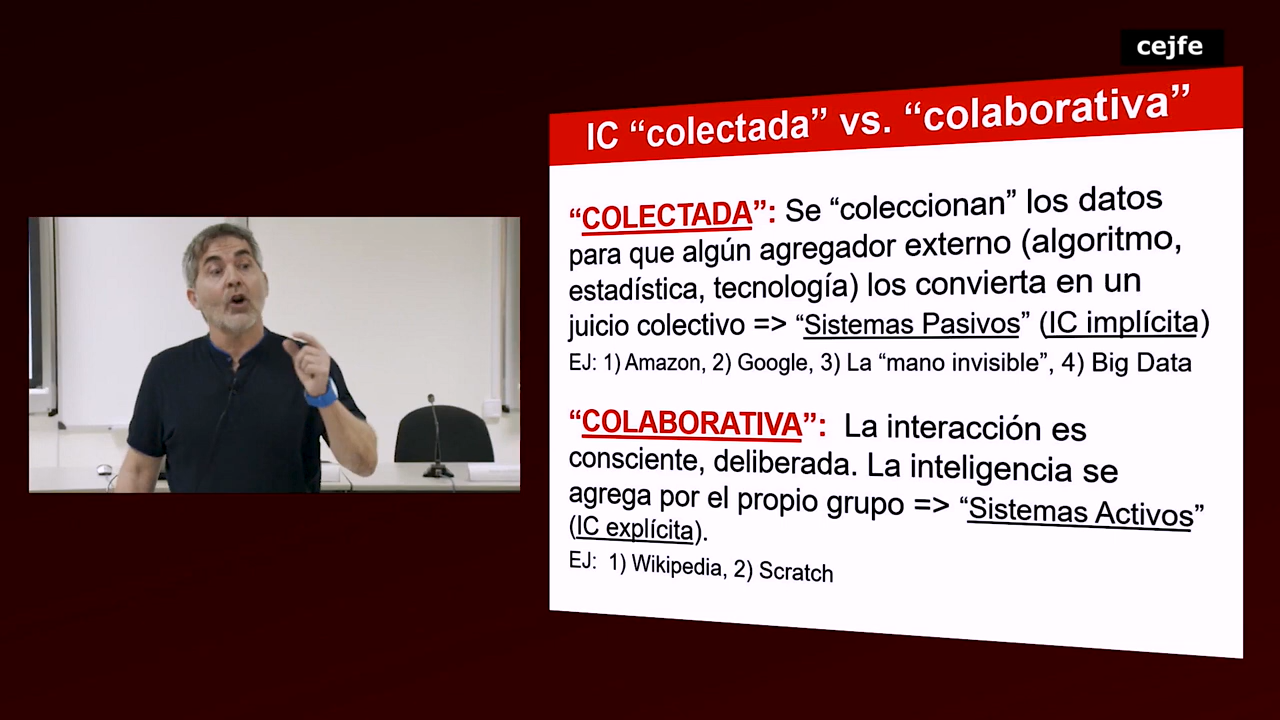 cejfe
IC “colectada” vs. “colaborativa”
“COLECTADA”: Se “coleccionan” los datos
para que algún agregador externo (algoritmo,
estadística, tecnología) los convierta en un
juicio colectivo => “Sistemas Pasivos” (IC implícita)
EJ: 1) Amazon, 2) Google, 3) La “mano invisible”, 4) Big Data
“COLABORATIVA”: La interacción es
consciente, deliberada. La inteligencia se
agrega por el propio grupo => “Sistemas Activos”
(IC explícita).
EJ: 1) Wikipedia, 2) Scratch